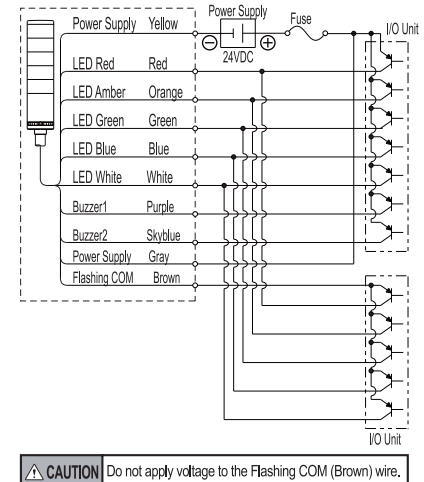 Power Supply Yellow
Power Supply
24VDC
Fuse
I/O Unit
LED Red Red
LED Amber Orange
LED Green Green
LED Blue Blue
LED White White
Buzzer1 Purple
Buzzer2 Skyblue
Power Supply Gray
Flashing COM Brown
I/O Unit
CAUTION Do not apply voltage to the Flashing COM (Brown) wire.